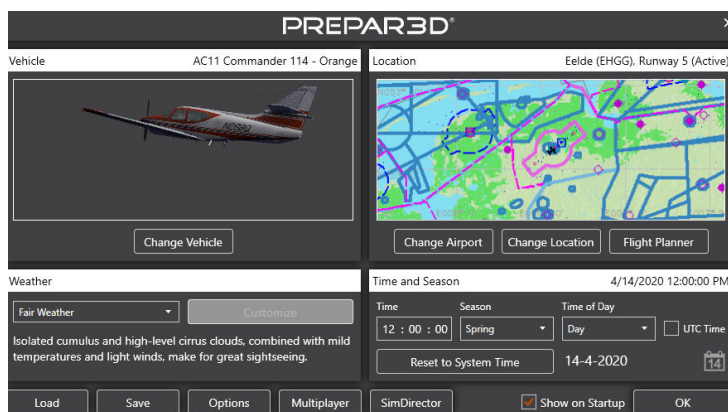 PREPAR3D®
Vehicle
AC11 Commander 114 - Orange
Change Vehicle
Location
Eelde (EHGG), Runway 5 (Active)
Change Airport
Change Location
Flight Planner
Weather
Fair Weather
Customize
Isolated cumulus and high-level cirrus clouds, combined with mild
temperatures and light winds, make for great sightseeing.
Time and Season
4/14/2020 12:00:00 PM
Time
Season
Time of Day
12 : 00 : 00
Spring
Day
UTC Time
Reset to System Time
14-4-2020
14
Load
Save
Options
Multiplayer
SimDirector
Show on Startup
OK